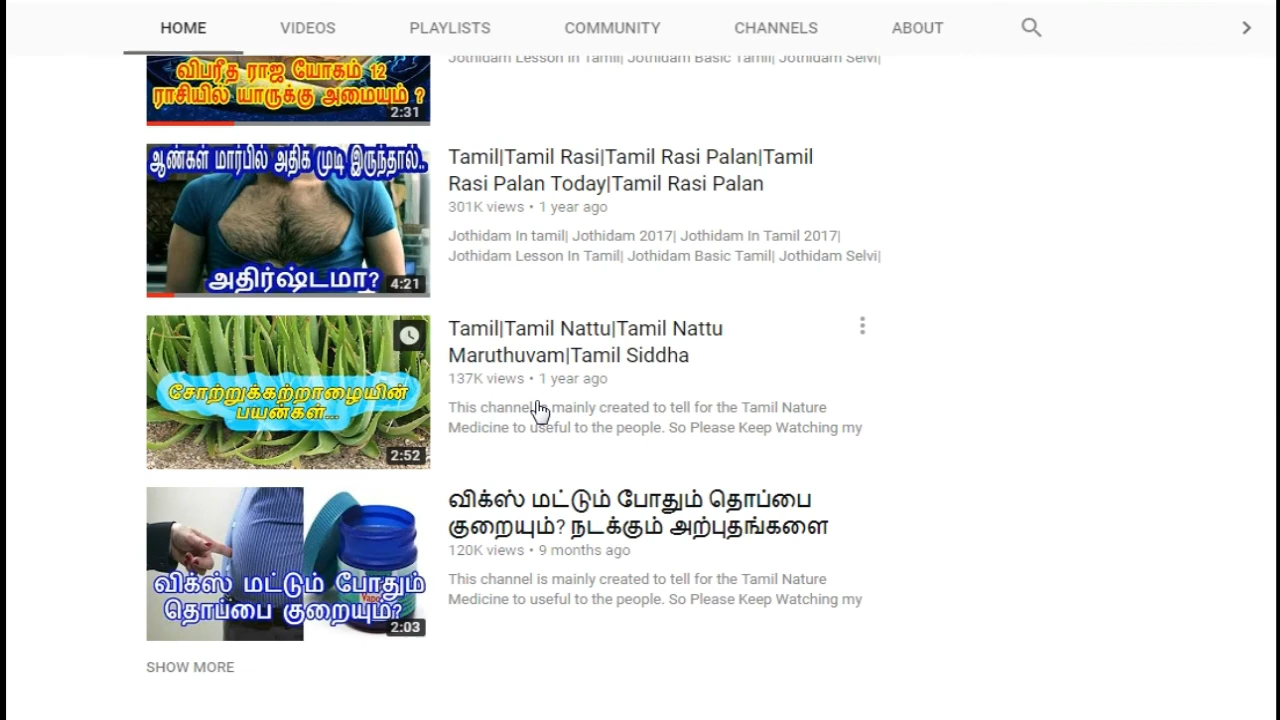 HOME VIDEOS PLAYLISTS COMMUNITY CHANNELS ABOUT
விபரீத ராஜ யோகம் 12
ராசியில் யாருக்கு அமையும் ?
2:31
Jothidam Lesson In Tamil| Jothidam Basic Tamil| Jothidam Selvi|
ஆண்கள் மார்பில் அதிக முடி இருந்தால்..
அதிர்ஷ்டமா?
4:21
Tamil|Tamil Rasi|Tamil Rasi Palan|Tamil
Rasi Palan Today|Tamil Rasi Palan
301K views • 1 year ago
Jothidam In tamil| Jothidam 2017| Jothidam In Tamil 2017|
Jothidam Lesson In Tamil| Jothidam Basic Tamil| Jothidam Selvi|
சோற்றுக்கற்றாழையின்
பயன்கள்...
2:52
Tamil|Tamil Nattu|Tamil Nattu
Maruthuvam|Tamil Siddha
137K views • 1 year ago
This channel is mainly created to tell for the Tamil Nature
Medicine to useful to the people. So Please Keep Watching my
விக்ஸ் மட்டும் போதும்
தொப்பை குறையும்?
2:03
விக்ஸ் மட்டும் போதும் தொப்பை
குறையும்? நடக்கும் அற்புதங்களை
120K views • 9 months ago
This channel is mainly created to tell for the Tamil Nature
Medicine to useful to the people. So Please Keep Watching my
SHOW MORE